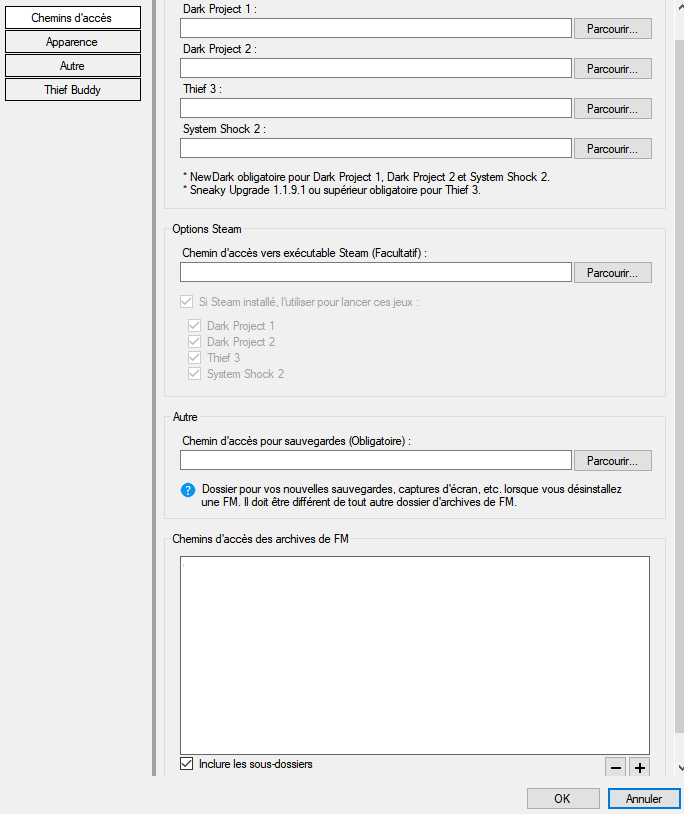 Chemins d'accès
Apparence
Autre
Thief Buddy
Dark Project 1 :
Parcourir...
Dark Project 2 :
Parcourir...
Thief 3 :
Parcourir...
System Shock 2 :
Parcourir...
* NewDark obligatoire pour Dark Project 1, Dark Project 2 et System Shock 2.
* Sneaky Upgrade 1.1.9.1 ou supérieur obligatoire pour Thief 3.
Options Steam
Chemin d'accès vers exécutable Steam (Facultatif) :
Parcourir...
Si Steam installé, l'utiliser pour lancer ces jeux :
Dark Project 1
Dark Project 2
Thief 3
System Shock 2
Autre
Chemin d'accès pour sauvegardes (Obligatoire) :
Parcourir...
Dossier pour vos nouvelles sauvegardes, captures d'écran, etc. lorsque vous désinstallez
une FM. Il doit être différent de tout autre dossier d'archives de FM.
Chemins d'accès des archives de FM
Inclure les sous-dossiers
OK
Annuler